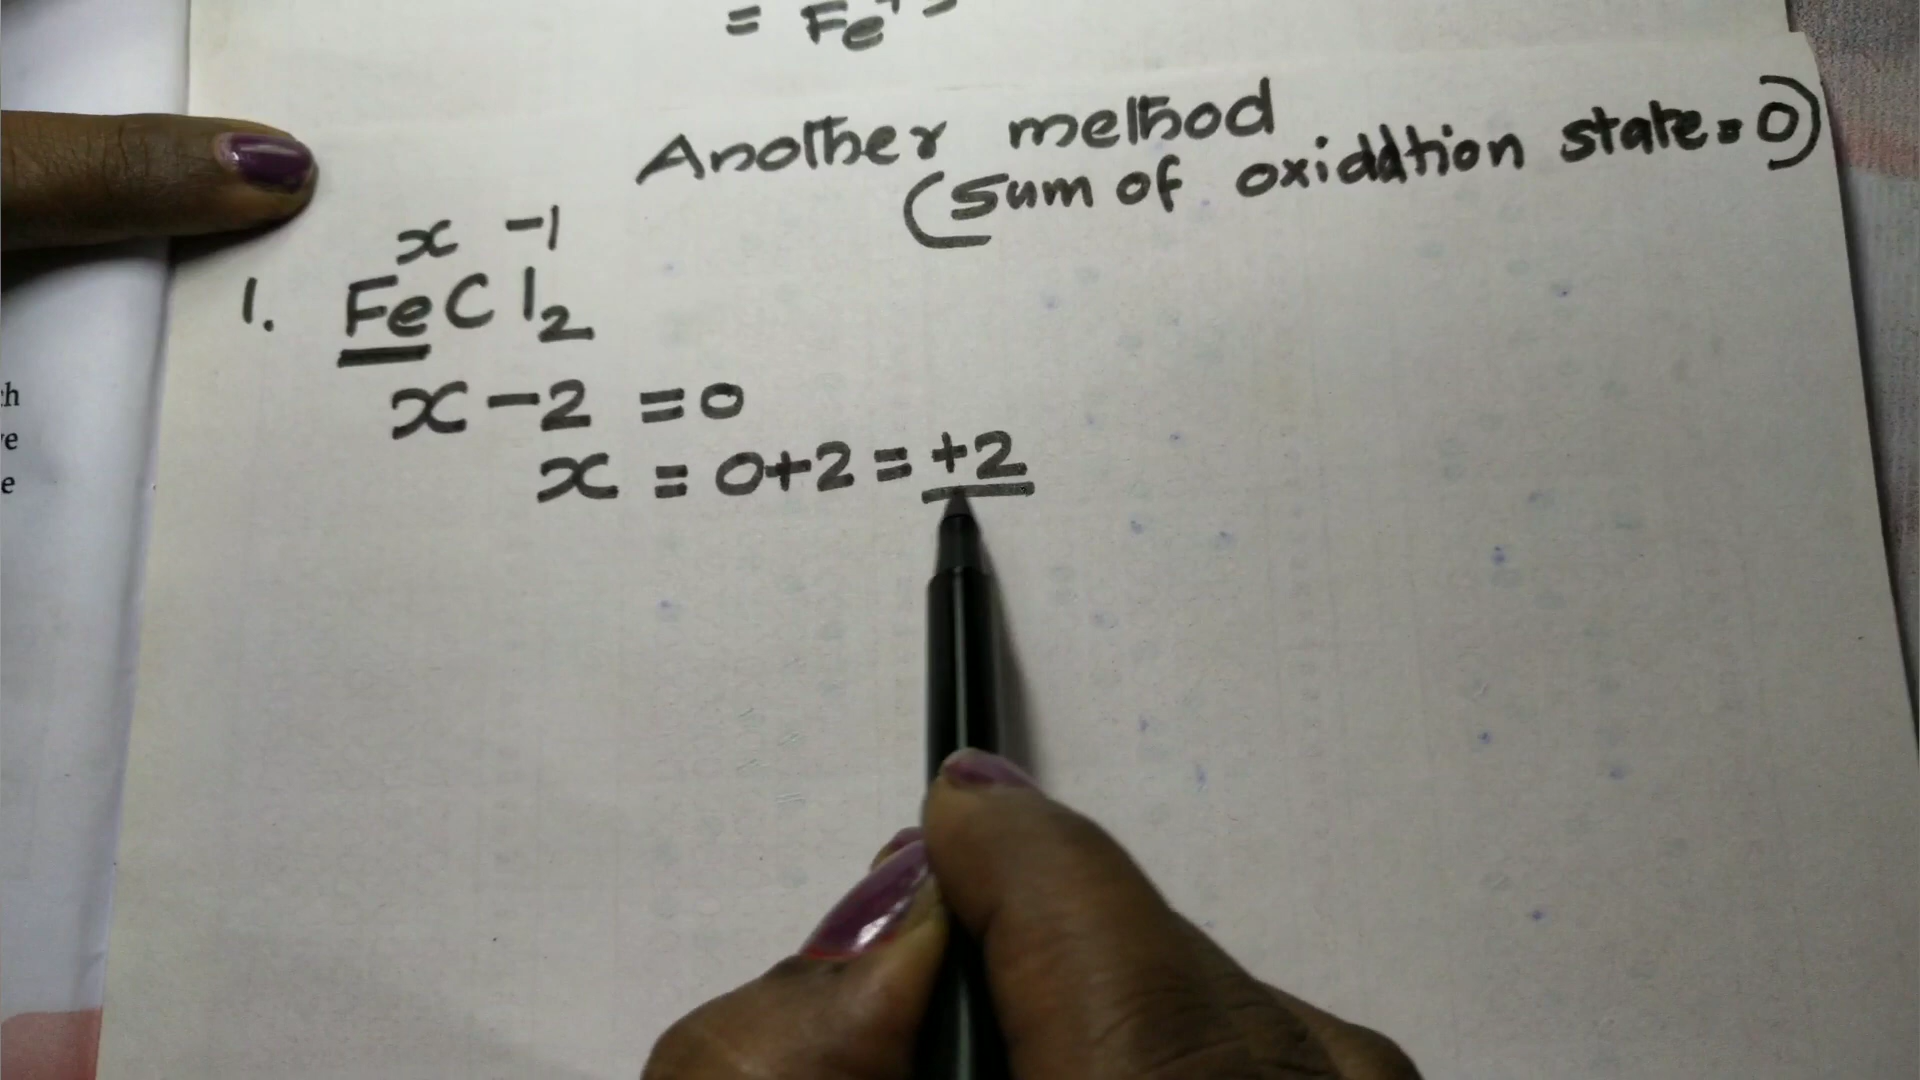 = Fe
Another method
(Sum of oxidation state = 0)
x -1
1. FeCl2
x - 2 = 0
x = 0+2 = +2